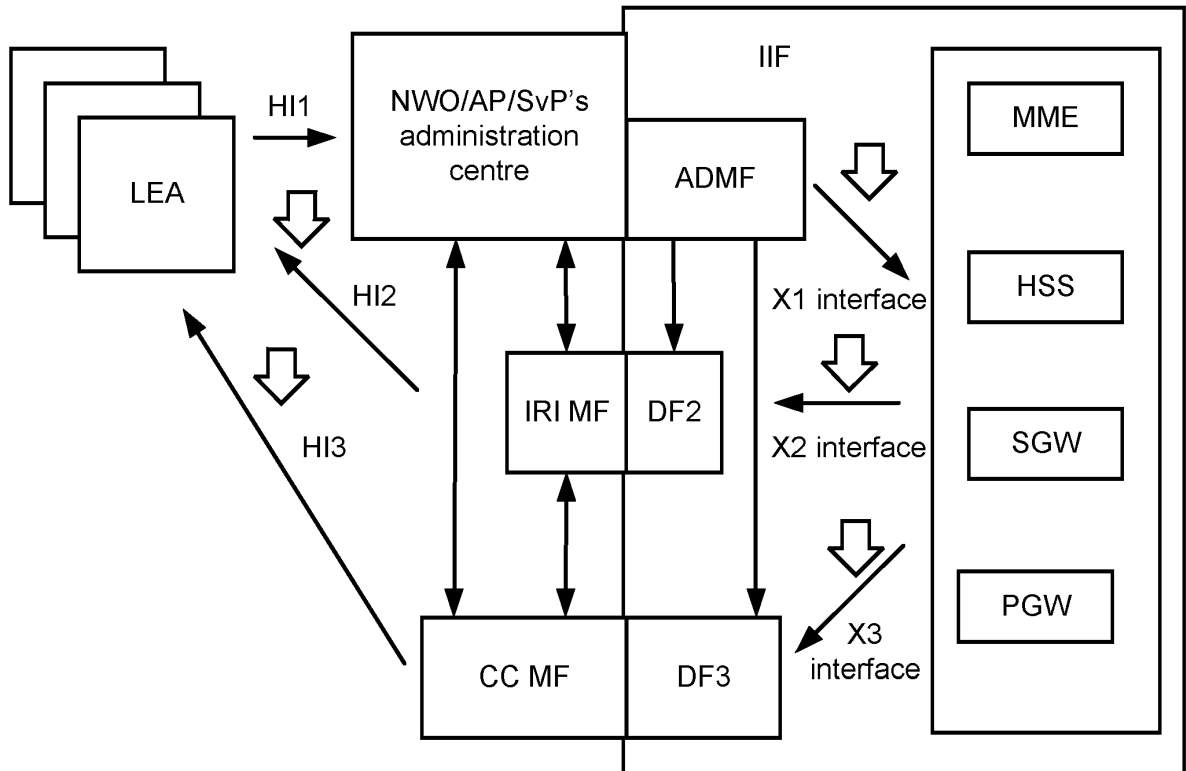 IIF
NWO/AP/SvP's
administration
centre
HI1
LEA
ADMF
MME
HI2
X1 interface
HSS
IRI MF
DF2
HI3
X2 interface
SGW
PGW
X3
interface
CC MF
DF3